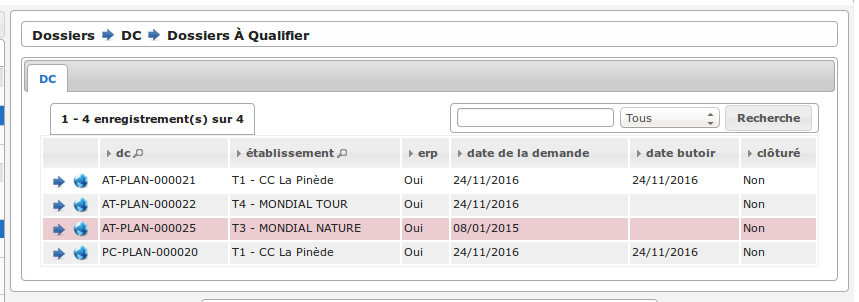 Dossiers DC Dossiers À Qualifier
DC
1 - 4 enregistrement(s) sur 4
Tous Recherche
dc établissement erp date de la demande date butoir clôturé
AT-PLAN-000021 T1 - CC La Pinède Oui 24/11/2016 24/11/2016 Non
AT-PLAN-000022 T4 - MONDIAL TOUR Oui 24/11/2016 Non
AT-PLAN-000025 T3 - MONDIAL NATURE Oui 08/01/2015 Non
PC-PLAN-000020 T1 - CC La Pinède Oui 24/11/2016 24/11/2016 Non